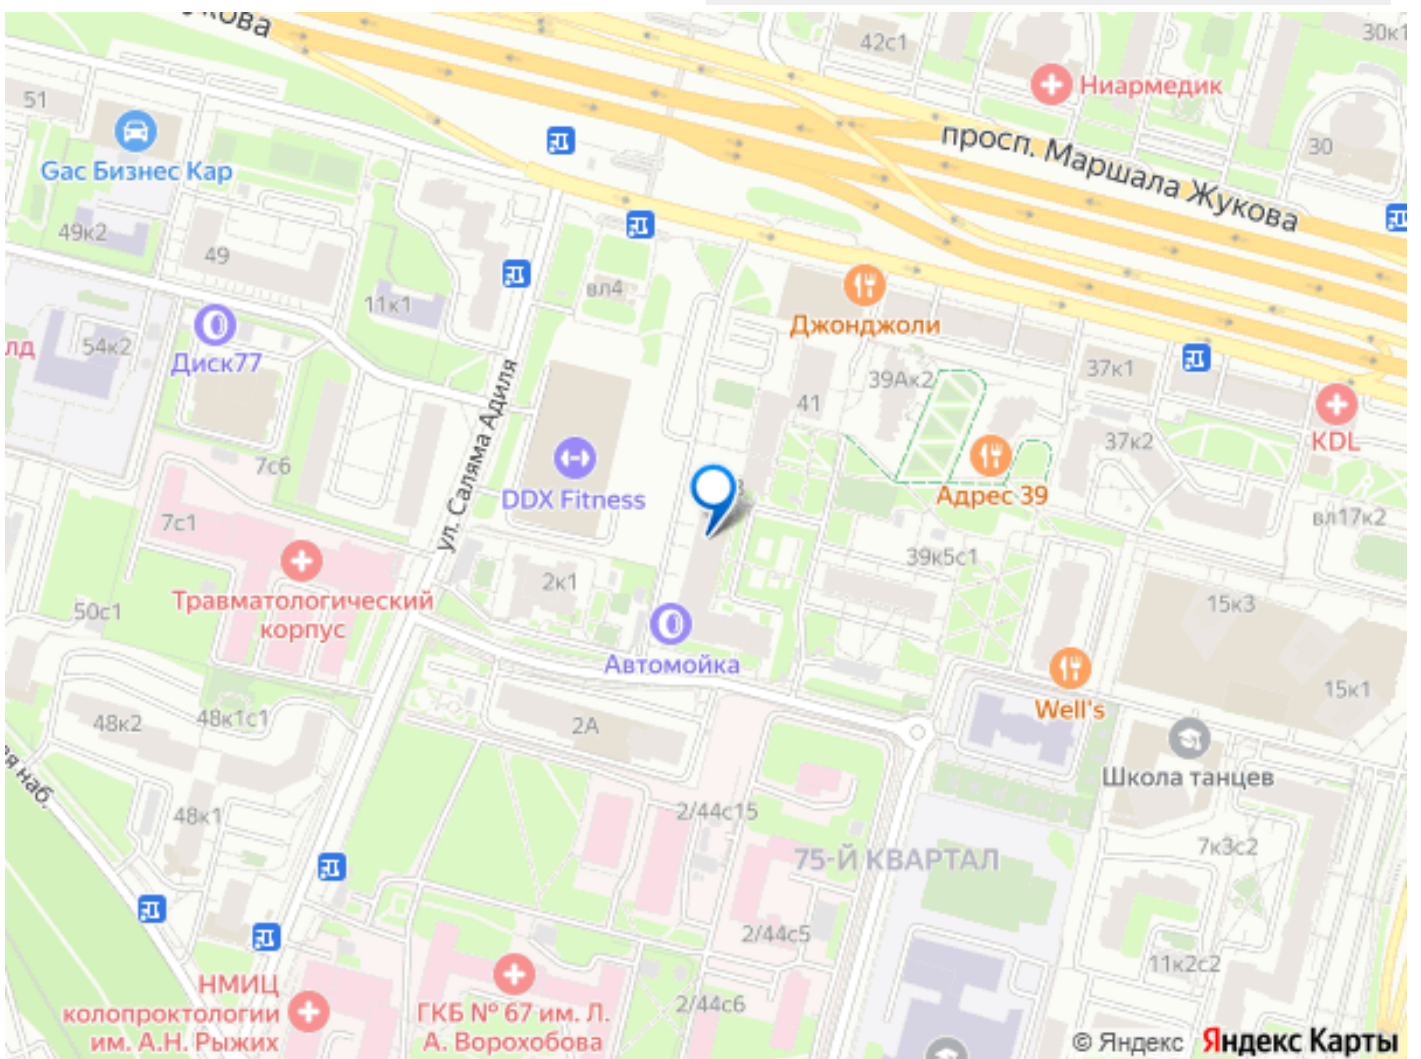 42с1
30к1
Ниармедик
51
просп. Маршала Жукова
30
Gac Бизнес Кар
49к2
49
вл4
11к1
Джонджоли
54к2
Диск77
ул. Саляма Адиля
39Ак2
37к1
41
KDL
37к2
7с6
DDX Fitness
Адрес 39
7с1
вл17к2
39к5с1
2к1
Травматологический
корпус
50с1
15к3
Автомойка
15к1
Well's
48к2
48к1с1
2А
Школа танцев
наб.
48к1
2/44с15
75-Й КВАРТАЛ
7к3с2
2/44с5
11к2с2
НМИЦ
колопроктологии
им. А.Н. Рыжих
ГКБ № 67 им. Л.
А. Ворохобова
2/44с6
© Яндекс Яндекс Карты